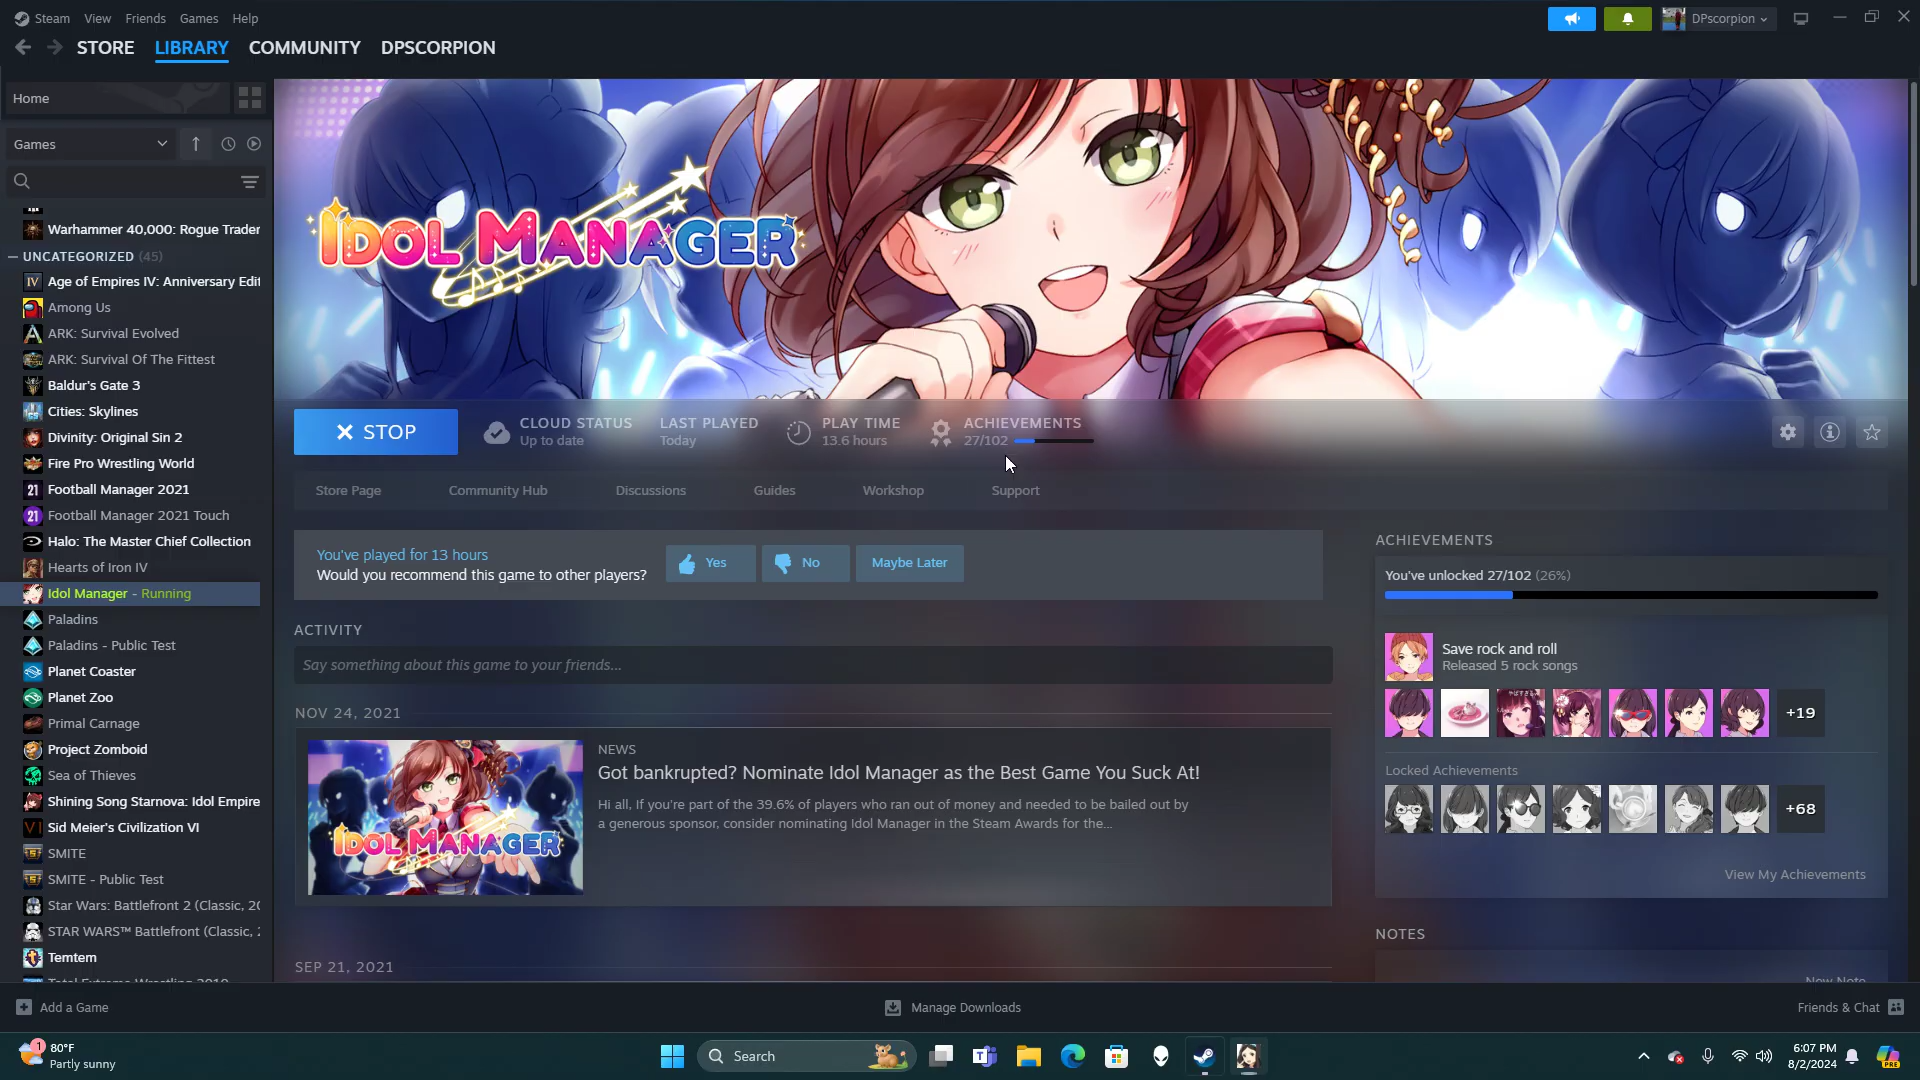 Steam View Friends Games Help
DPscorpion
STORE LIBRARY COMMUNITY DPSCORPION
Home
Games
Warhammer 40,000: Rogue Trader
UNCATEGORIZED (45)
Age of Empires IV: Anniversary Edit
Among Us
ARK: Survival Evolved
ARK: Survival Of The Fittest
Baldur's Gate 3
Cities: Skylines
Divinity: Original Sin 2
Fire Pro Wrestling World
Football Manager 2021
Football Manager 2021 Touch
Halo: The Master Chief Collection
Hearts of Iron IV
Idol Manager - Running
Paladins
Paladins - Public Test
Planet Coaster
Planet Zoo
Primal Carnage
Project Zomboid
Sea of Thieves
Shining Song Starnova: Idol Empire
Sid Meier's Civilization VI
SMITE
SMITE - Public Test
Star Wars: Battlefront 2 (Classic, 20
STAR WARS™ Battlefront (Classic,
Temtem
IDOL MANAGER
STOP
CLOUD STATUS
Up to date
LAST PLAYED
Today
PLAY TIME
13.6 hours
ACHIEVEMENTS
27/102
Store Page Community Hub Discussions Guides Workshop Support
You've played for 13 hours
Would you recommend this game to other players?
Yes No Maybe Later
ACTIVITY
Say something about this game to your friends...
NOV 24, 2021
IDOL MANAGER
NEWS
Got bankrupted? Nominate Idol Manager as the Best Game You Suck At!
Hi all, If you're part of the 39.6% of players who ran out of money and needed to be bailed out by
a generous sponsor, consider nominating Idol Manager in the Steam Awards for the...
SEP 21, 2021
ACHIEVEMENTS
You've unlocked 27/102 (26%)
Save rock and roll
Released 5 rock songs
+19
Locked Achievements
+68
View My Achievements
NOTES
New Note
Add a Game
Manage Downloads
Friends & Chat
1
80°F
Partly sunny
Search
6:07 PM
8/2/2024
PRE